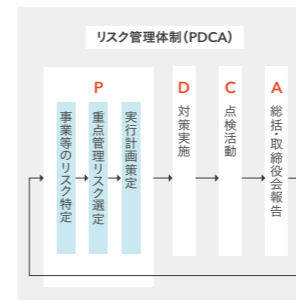 リスク管理体制（PDCA）
P
事業等のリスク特定
重点管理リスク選定
実行計画策定
D
対策実施
C
点検活動
A
総括・取締役会報告